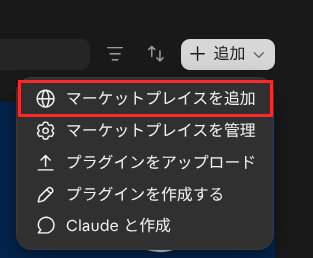 追加
マーケットプレイスを追加
マーケットプレイスを管理
プラグインをアップロード
プラグインを作成する
Claude と作成